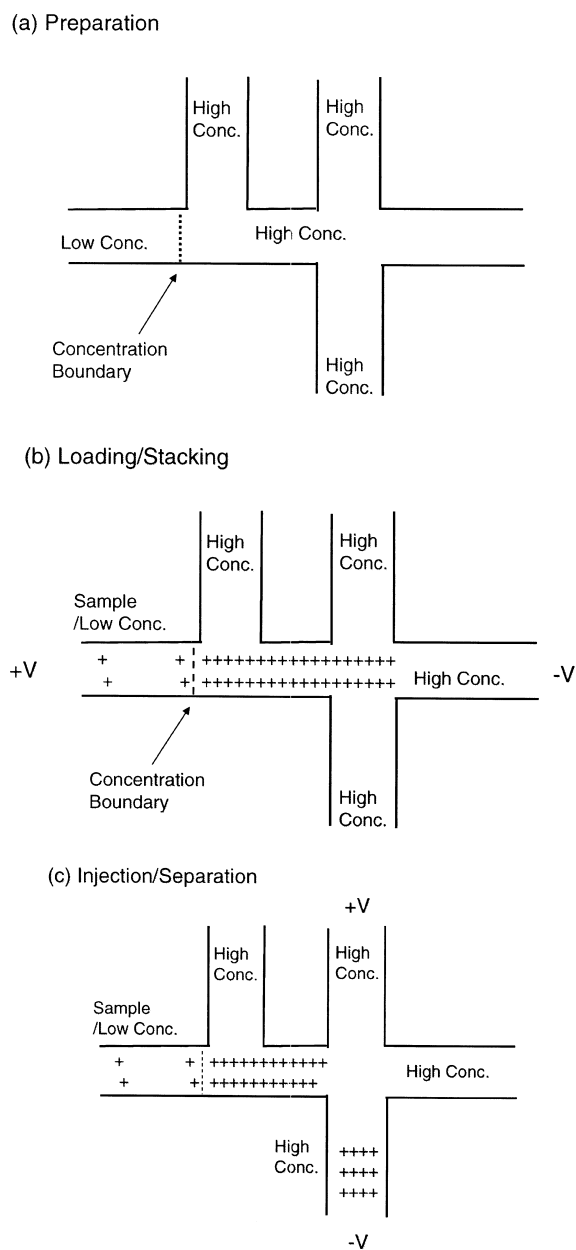 (a) Preparation
High
Conc.
High
Conc.
Low Conc.
High Conc.
Concentration
Boundary
High
Conc.
(b) Loading/Stacking
High
Conc.
High
Conc.
Sample
/Low Conc.
+V
+ + +++++++++++++++++
+ + +++++++++++++++++
High Conc.
-V
Concentration
Boundary
High
Conc.
(c) Injection/Separation
+V
High
Conc.
High
Conc.
Sample
/Low Conc.
+ + ++++++++++++
+ + +++++++++++
High Conc.
High
Conc.
++++
++++
++++
-V